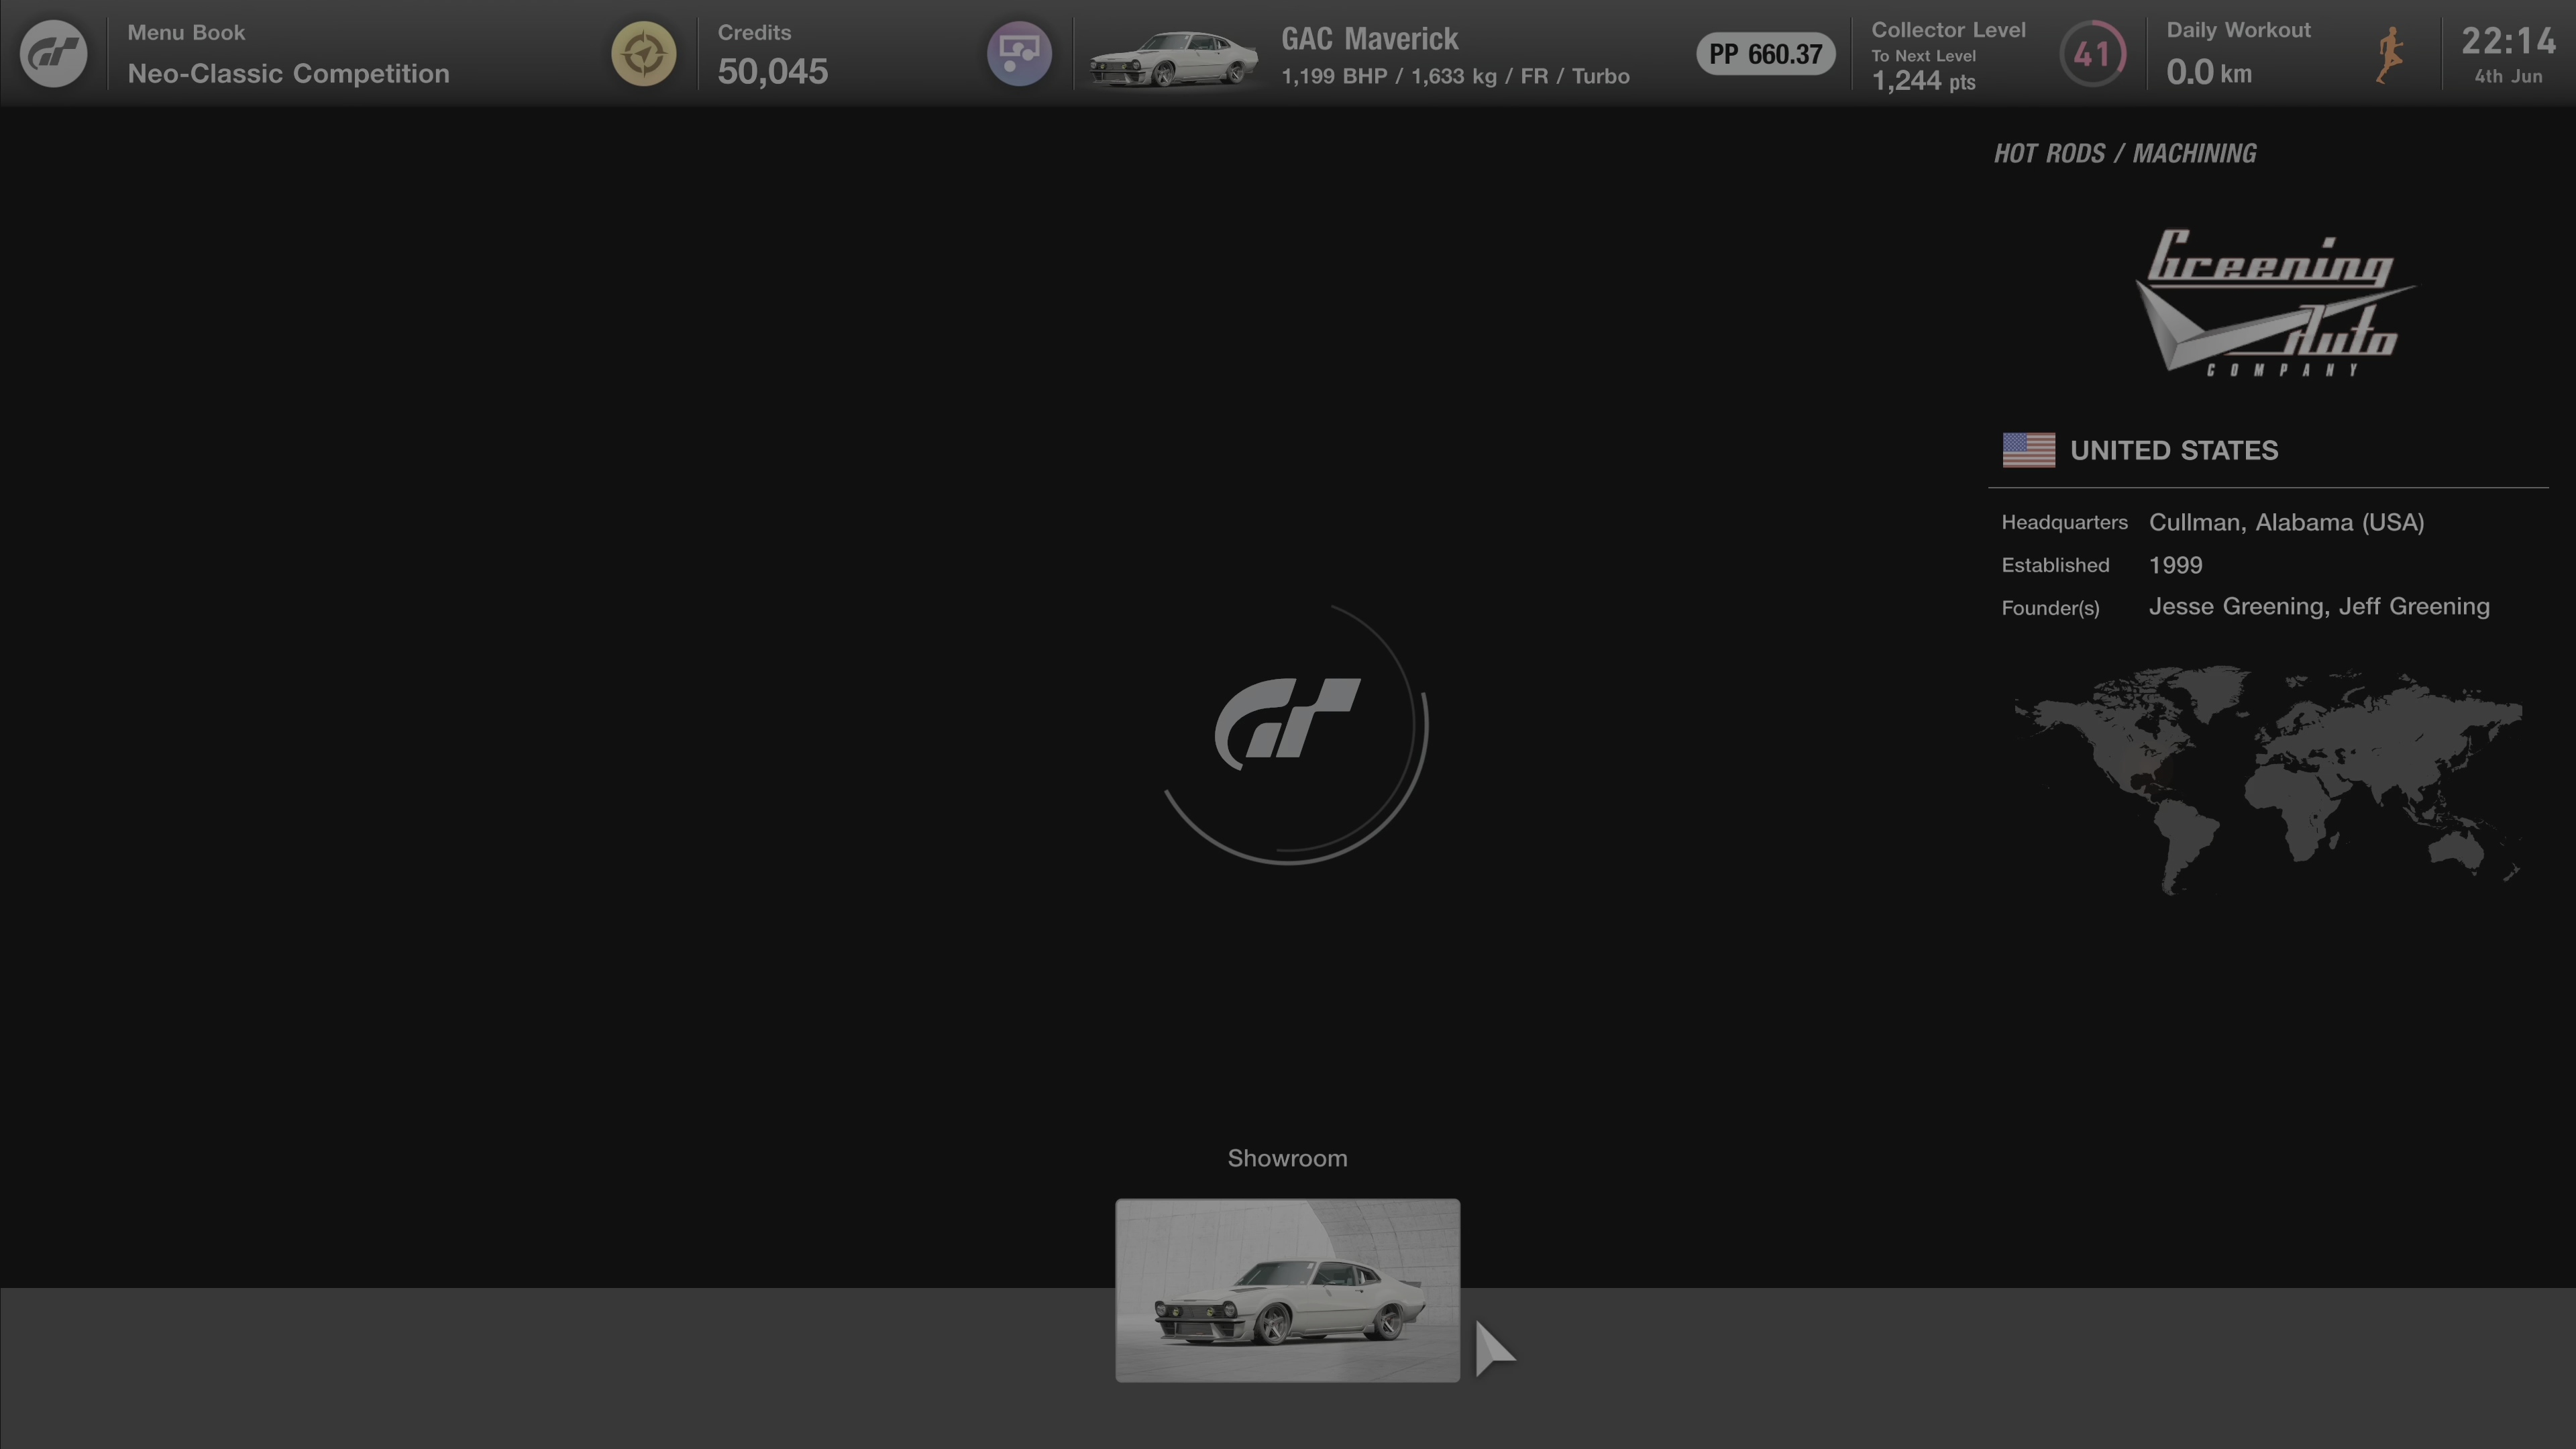 Menu Book
Neo-Classic Competition
Credits
50,045
GAC Maverick
1,199 BHP / 1,633 kg / FR / Turbo
PP 660.37
Collector Level
To Next Level
1,244 pts
41
Daily Workout
0.0 km
22:14
4th Jun
HOT RODS / MACHINING
Greening
Auto
COMPANY
UNITED STATES
Headquarters Cullman, Alabama (USA)
Established 1999
Founder(s) Jesse Greening, Jeff Greening
GT
Showroom